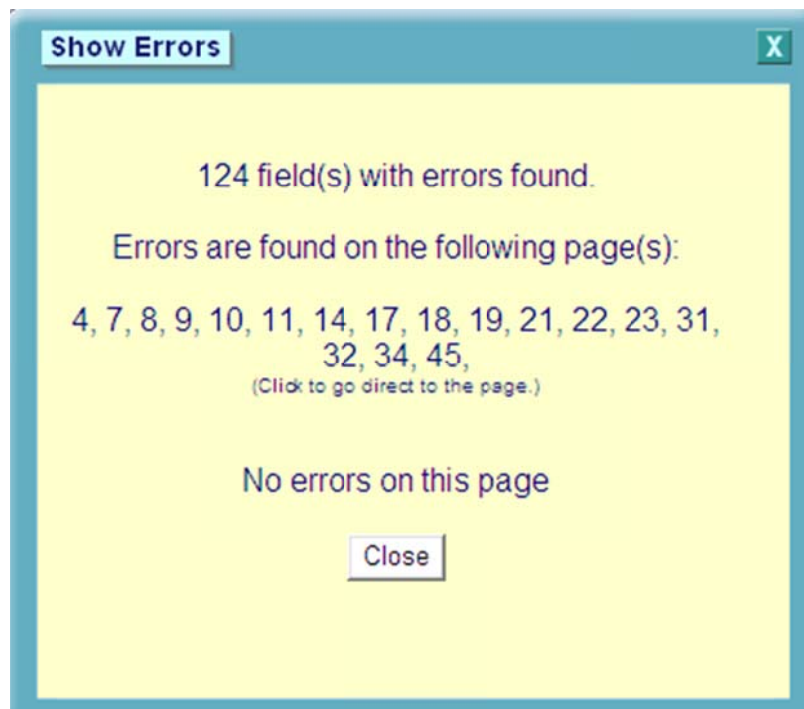 Show Errors
X
124 field(s) with errors found.
Errors are found on the following page(s):
4, 7, 8, 9, 10, 11, 14, 17, 18, 19, 21, 22, 23, 31,
32, 34, 45,
(Click to go direct to the page.)
No errors on this page
Close